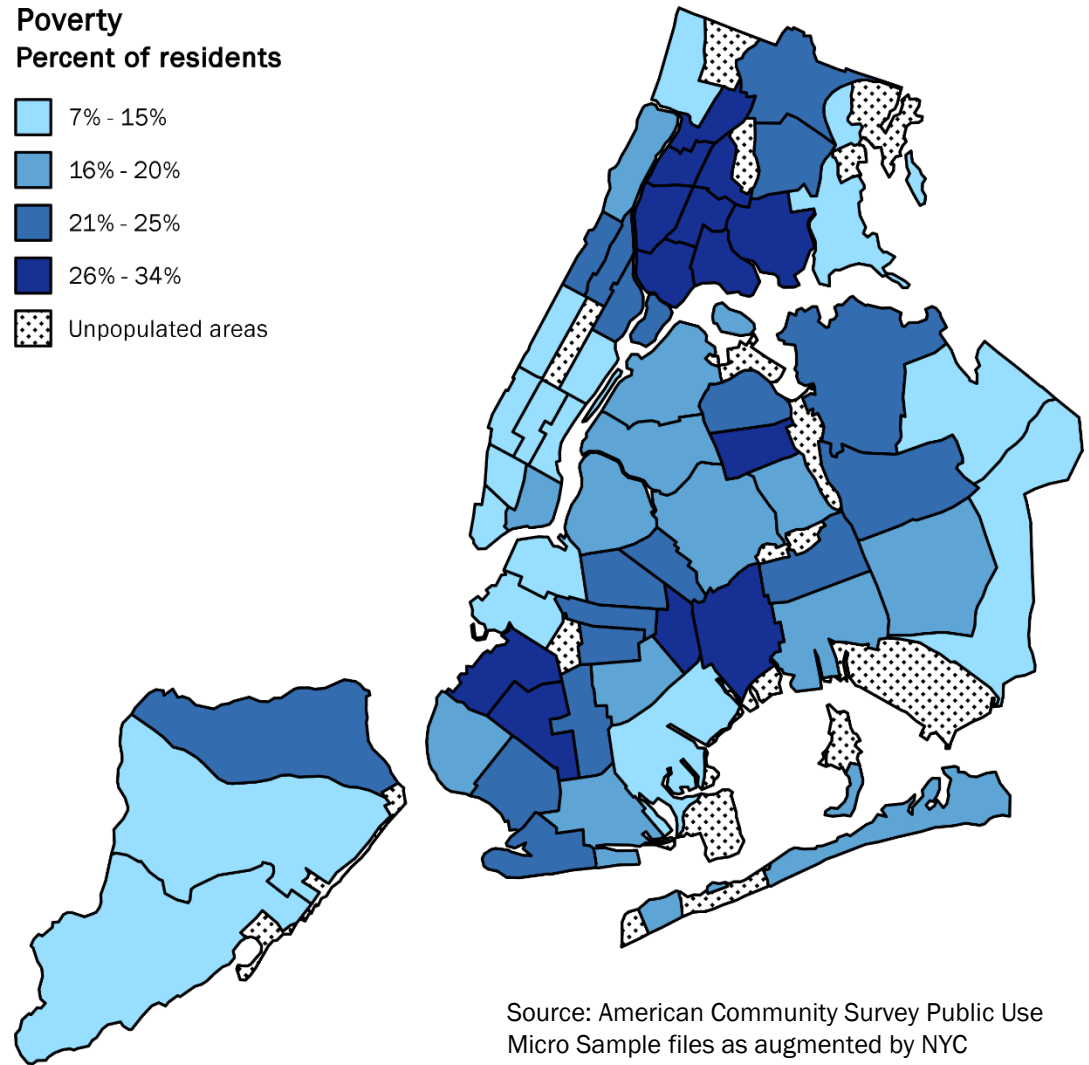 Poverty
Percent of residents
7% - 15%
16% - 20%
21% - 25%
26% - 34%
Unpopulated areas
Source: American Community Survey Public Use
Micro Sample files as augmented by NYC